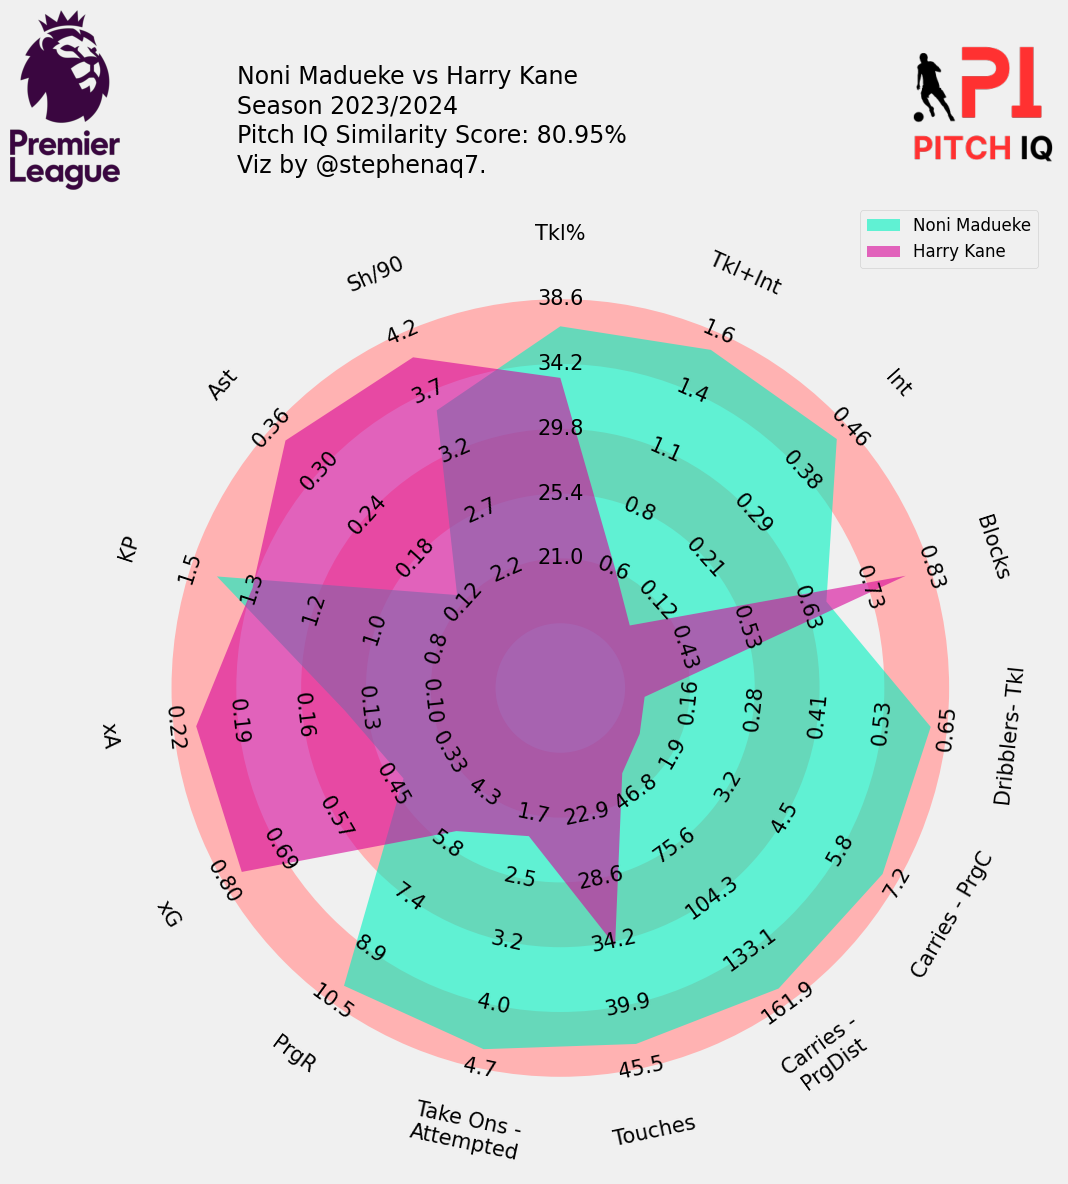 Premier
League
Noni Madueke vs Harry Kane
Season 2023/2024
Pitch IQ Similarity Score: 80.95%
Viz by @stephenaq7.
PI
PITCH IQ
Noni Madueke
Harry Kane
Tkl%
38.6
34.2
29.8
25.4
21.0
Tkl+Int
1.6
1.4
1.1
0.8
0.6
Int
0.46
0.38
0.29
0.21
0.12
Blocks
0.83
0.73
0.63
0.53
0.43
Dribblers- Tkl
0.65
0.53
0.41
0.28
0.16
Carries - PrgC
7.2
5.8
4.5
3.2
1.9
Carries -
PrgDist
161.9
133.1
104.3
75.6
46.8
Touches
45.5
39.9
34.2
28.6
22.9
Take Ons -
Attempted
4.7
4.0
3.2
2.5
1.7
PrgR
10.5
8.9
7.4
5.8
4.3
xG
0.80
0.69
0.57
0.45
0.33
xA
0.22
0.19
0.16
0.13
0.10
KP
1.5
1.3
1.2
1.0
0.8
Ast
0.36
0.30
0.24
0.18
0.12
Sh/90
4.2
3.7
3.2
2.7
2.2